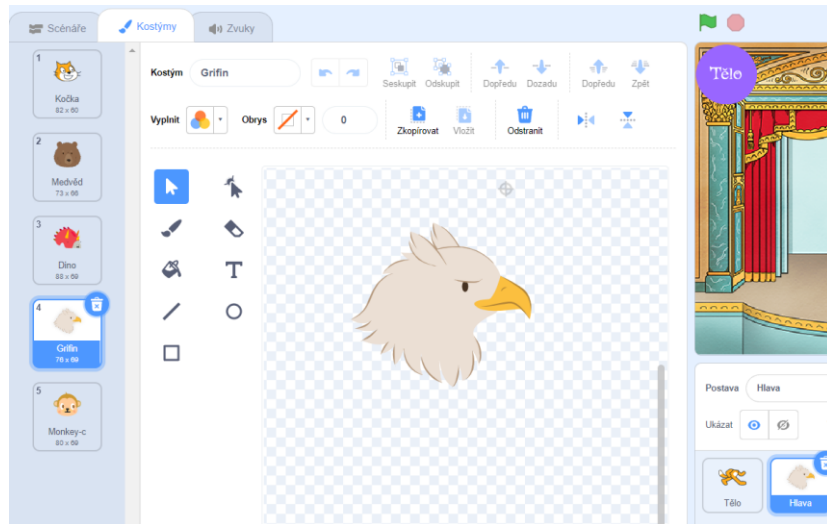 Scénáře
Kostýmy
Zvuky
1
Kočka
82 x 60
2
Medvěd
73 x 66
3
Dino
88 x 69
4
Grifin
76 x 69
5
Monkey-c
80 x 69
Kostým
Grifin
Seskupit
Odskupit
Dopředu
Dozadu
Dopředu
Zpět
Vyplnit
Obrys
0
Zkopírovat
Vložit
Odstranit
T
Tělo
Postava
Hlava
Ukázat
Tělo
Hlava